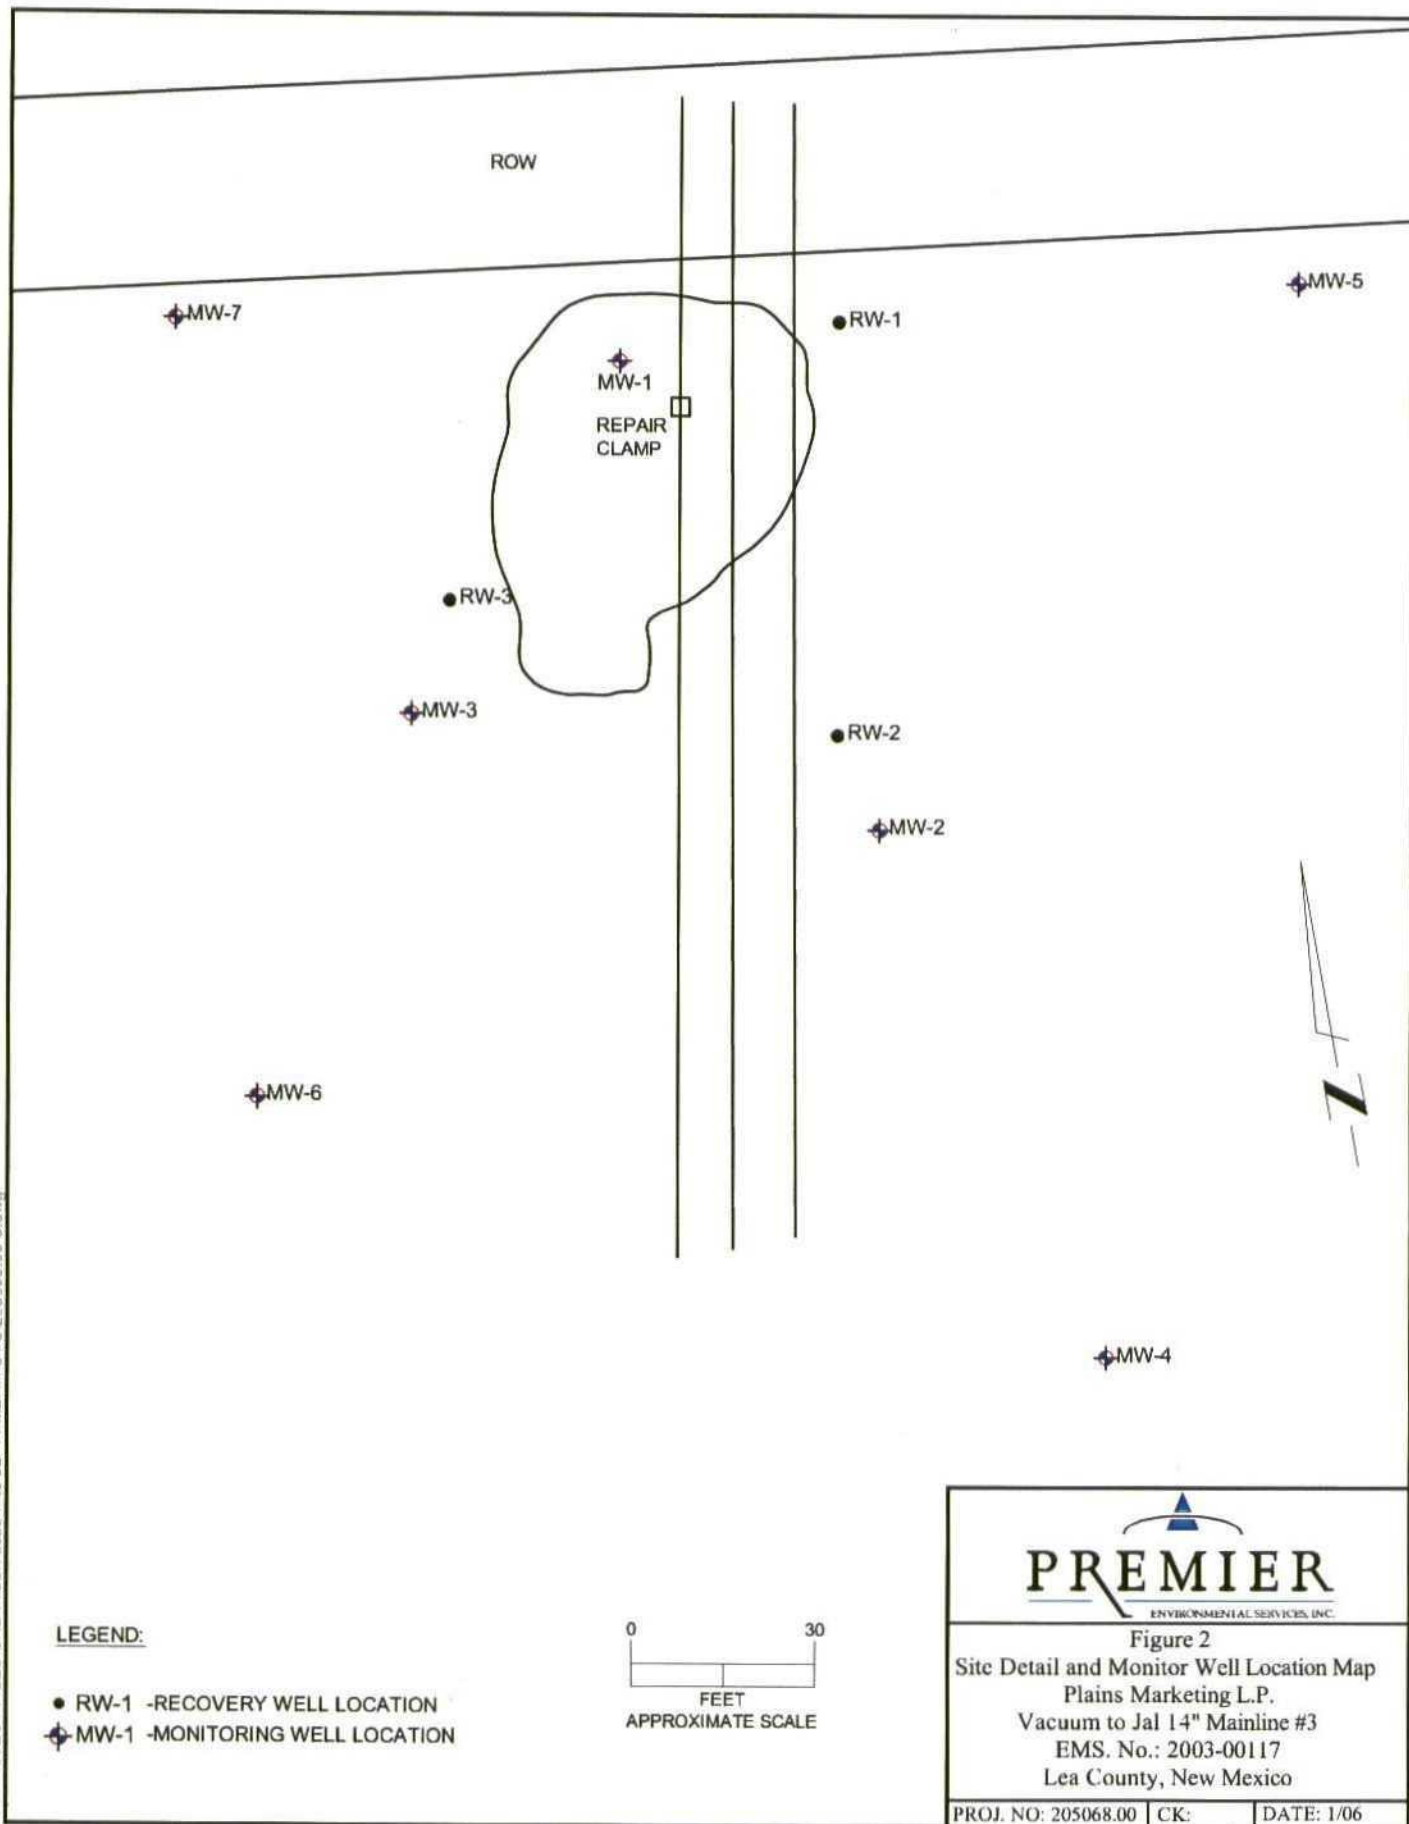 ROW
MW-5
MW-7
RW-1
MW-1
REPAIR
CLAMP
RW-3
MW-3
RW-2
MW-2
MW-6
N
MW-4
LEGEND:
RW-1 -RECOVERY WELL LOCATION
MW-1 -MONITORING WELL LOCATION
0 30
FEET
APPROXIMATE SCALE
PREMIER
ENVIRONMENTAL SERVICES, INC.
Figure 2
Site Detail and Monitor Well Location Map
Plains Marketing L.P.
Vacuum to Jal 14" Mainline #3
EMS. No.: 2003-00117
Lea County, New Mexico
PROJ. NO: 205068.00 CK: DATE: 1/06